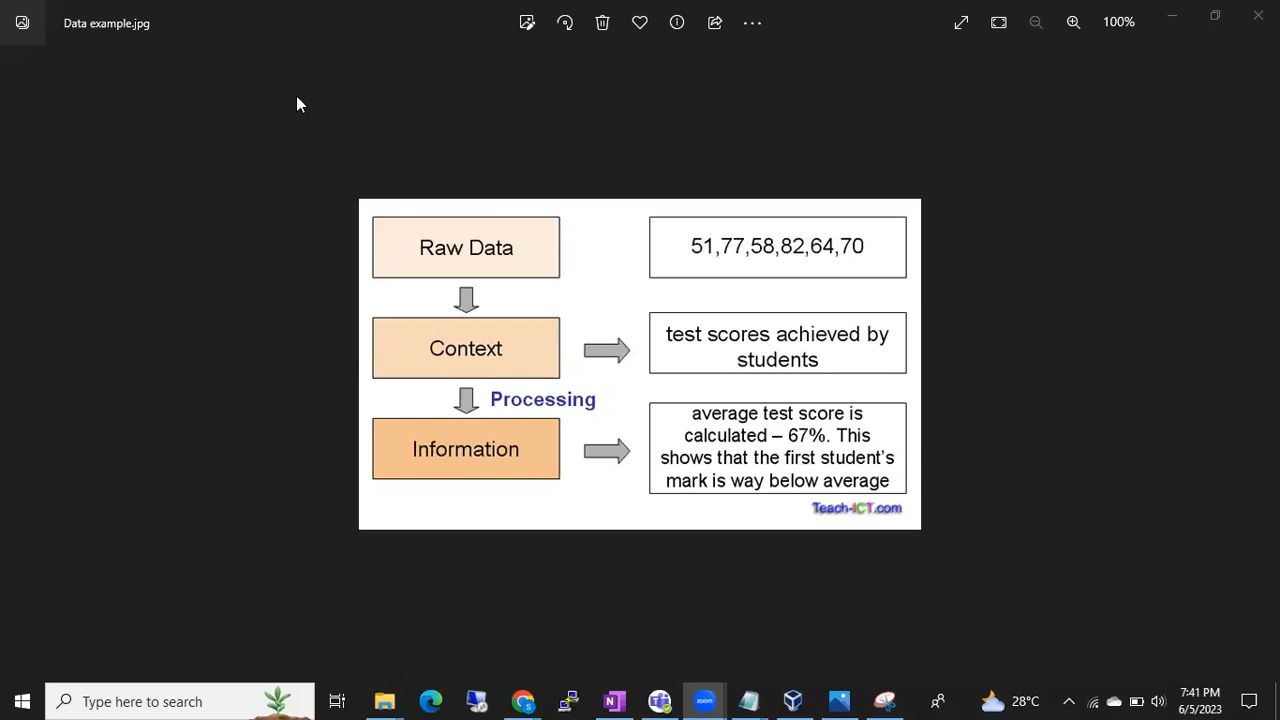 Data example.jpg
100%
Raw Data
51,77,58,82,64,70
Context
test scores achieved by
students
Processing
Information
average test score is
calculated – 67%. This
shows that the first student's
mark is way below average
Teach-ICT.com
Type here to search
zoom
28°C
7:41 PM
6/5/2023